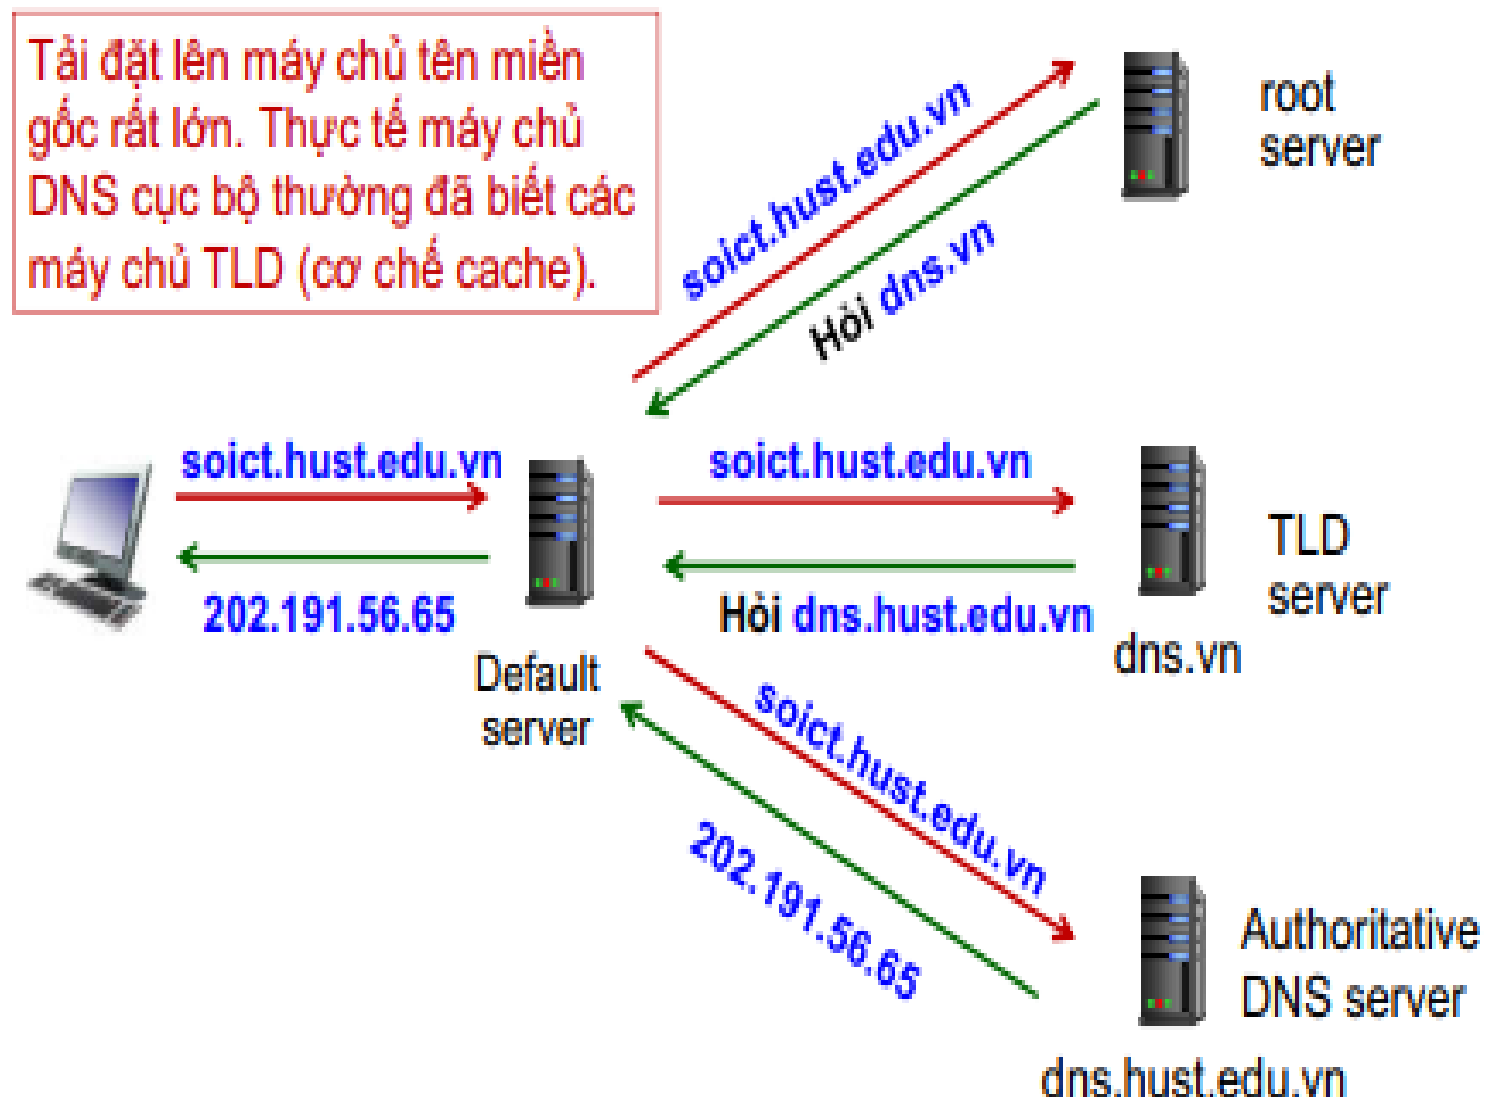 Tải đặt lên máy chủ tên miền
gốc rất lớn. Thực tế máy chủ
DNS cục bộ thường đã biết các
máy chủ TLD (cơ chế cache).
root
server
soict.hust.edu.vn
Hỏi dns.vn
soict.hust.edu.vn
202.191.56.65
Default
server
soict.hust.edu.vn
Hỏi dns.hust.edu.vn
TLD
server
dns.vn
soict.hust.edu.vn
202.191.56.65
Authoritative
DNS server
dns.hust.edu.vn